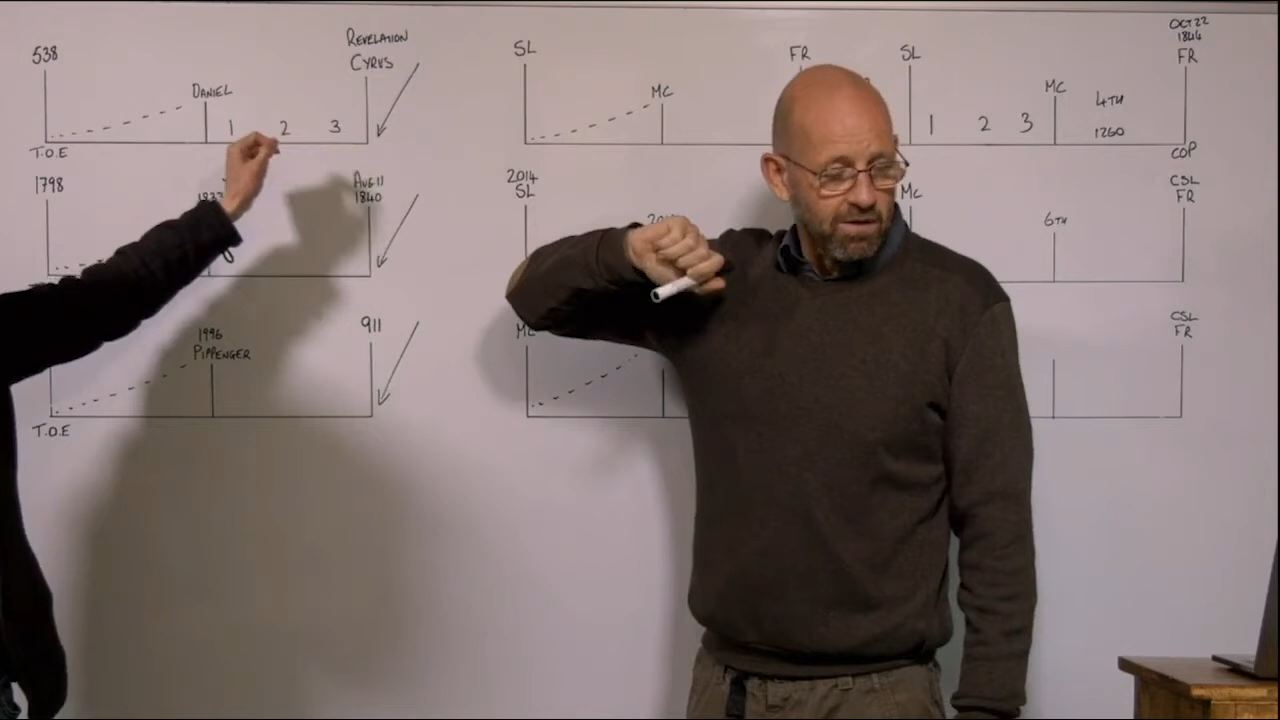 538
DANIEL
REVELATION
CYRUS
1 2 3
T.O.E
1798
AUG 11
1840
1996
PIPPENGER
911
T.O.E
SL
MC
FR
SL
1 2 3
MC
4TH
1260
OCT 22
1844
FR
COP
2014
SL
MC
6TH
CSL
FR
MC
CSL
FR